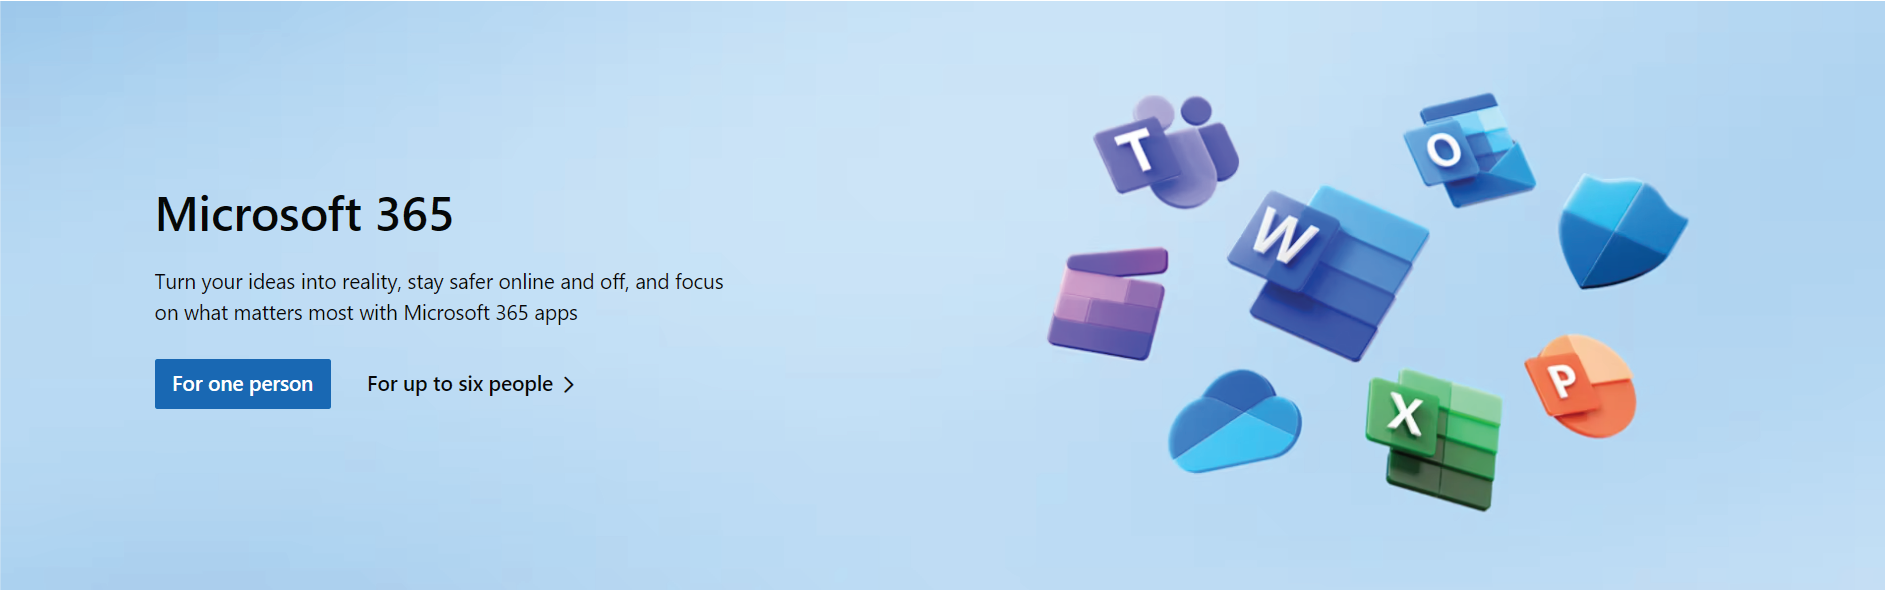 Microsoft 365
Turn your ideas into reality, stay safer online and off, and focus
on what matters most with Microsoft 365 apps
For one person
For up to six people
T
O
W
P
X